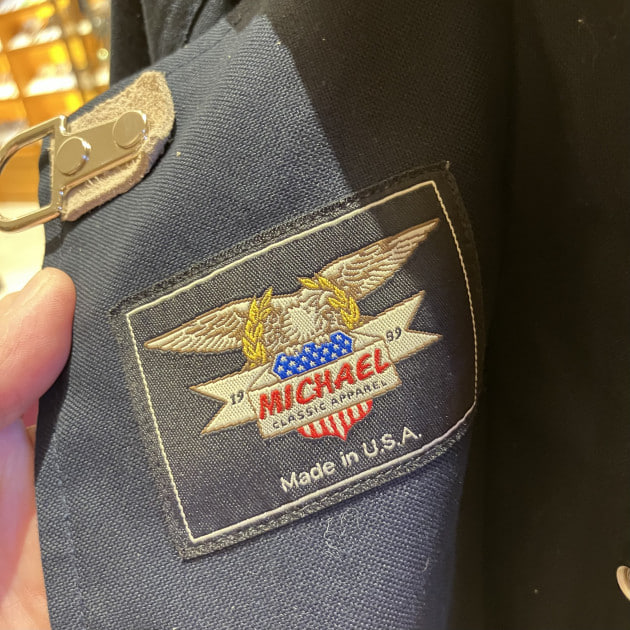 19 89
MICHAEL
CLASSIC APPAREL
Made in U.S.A.